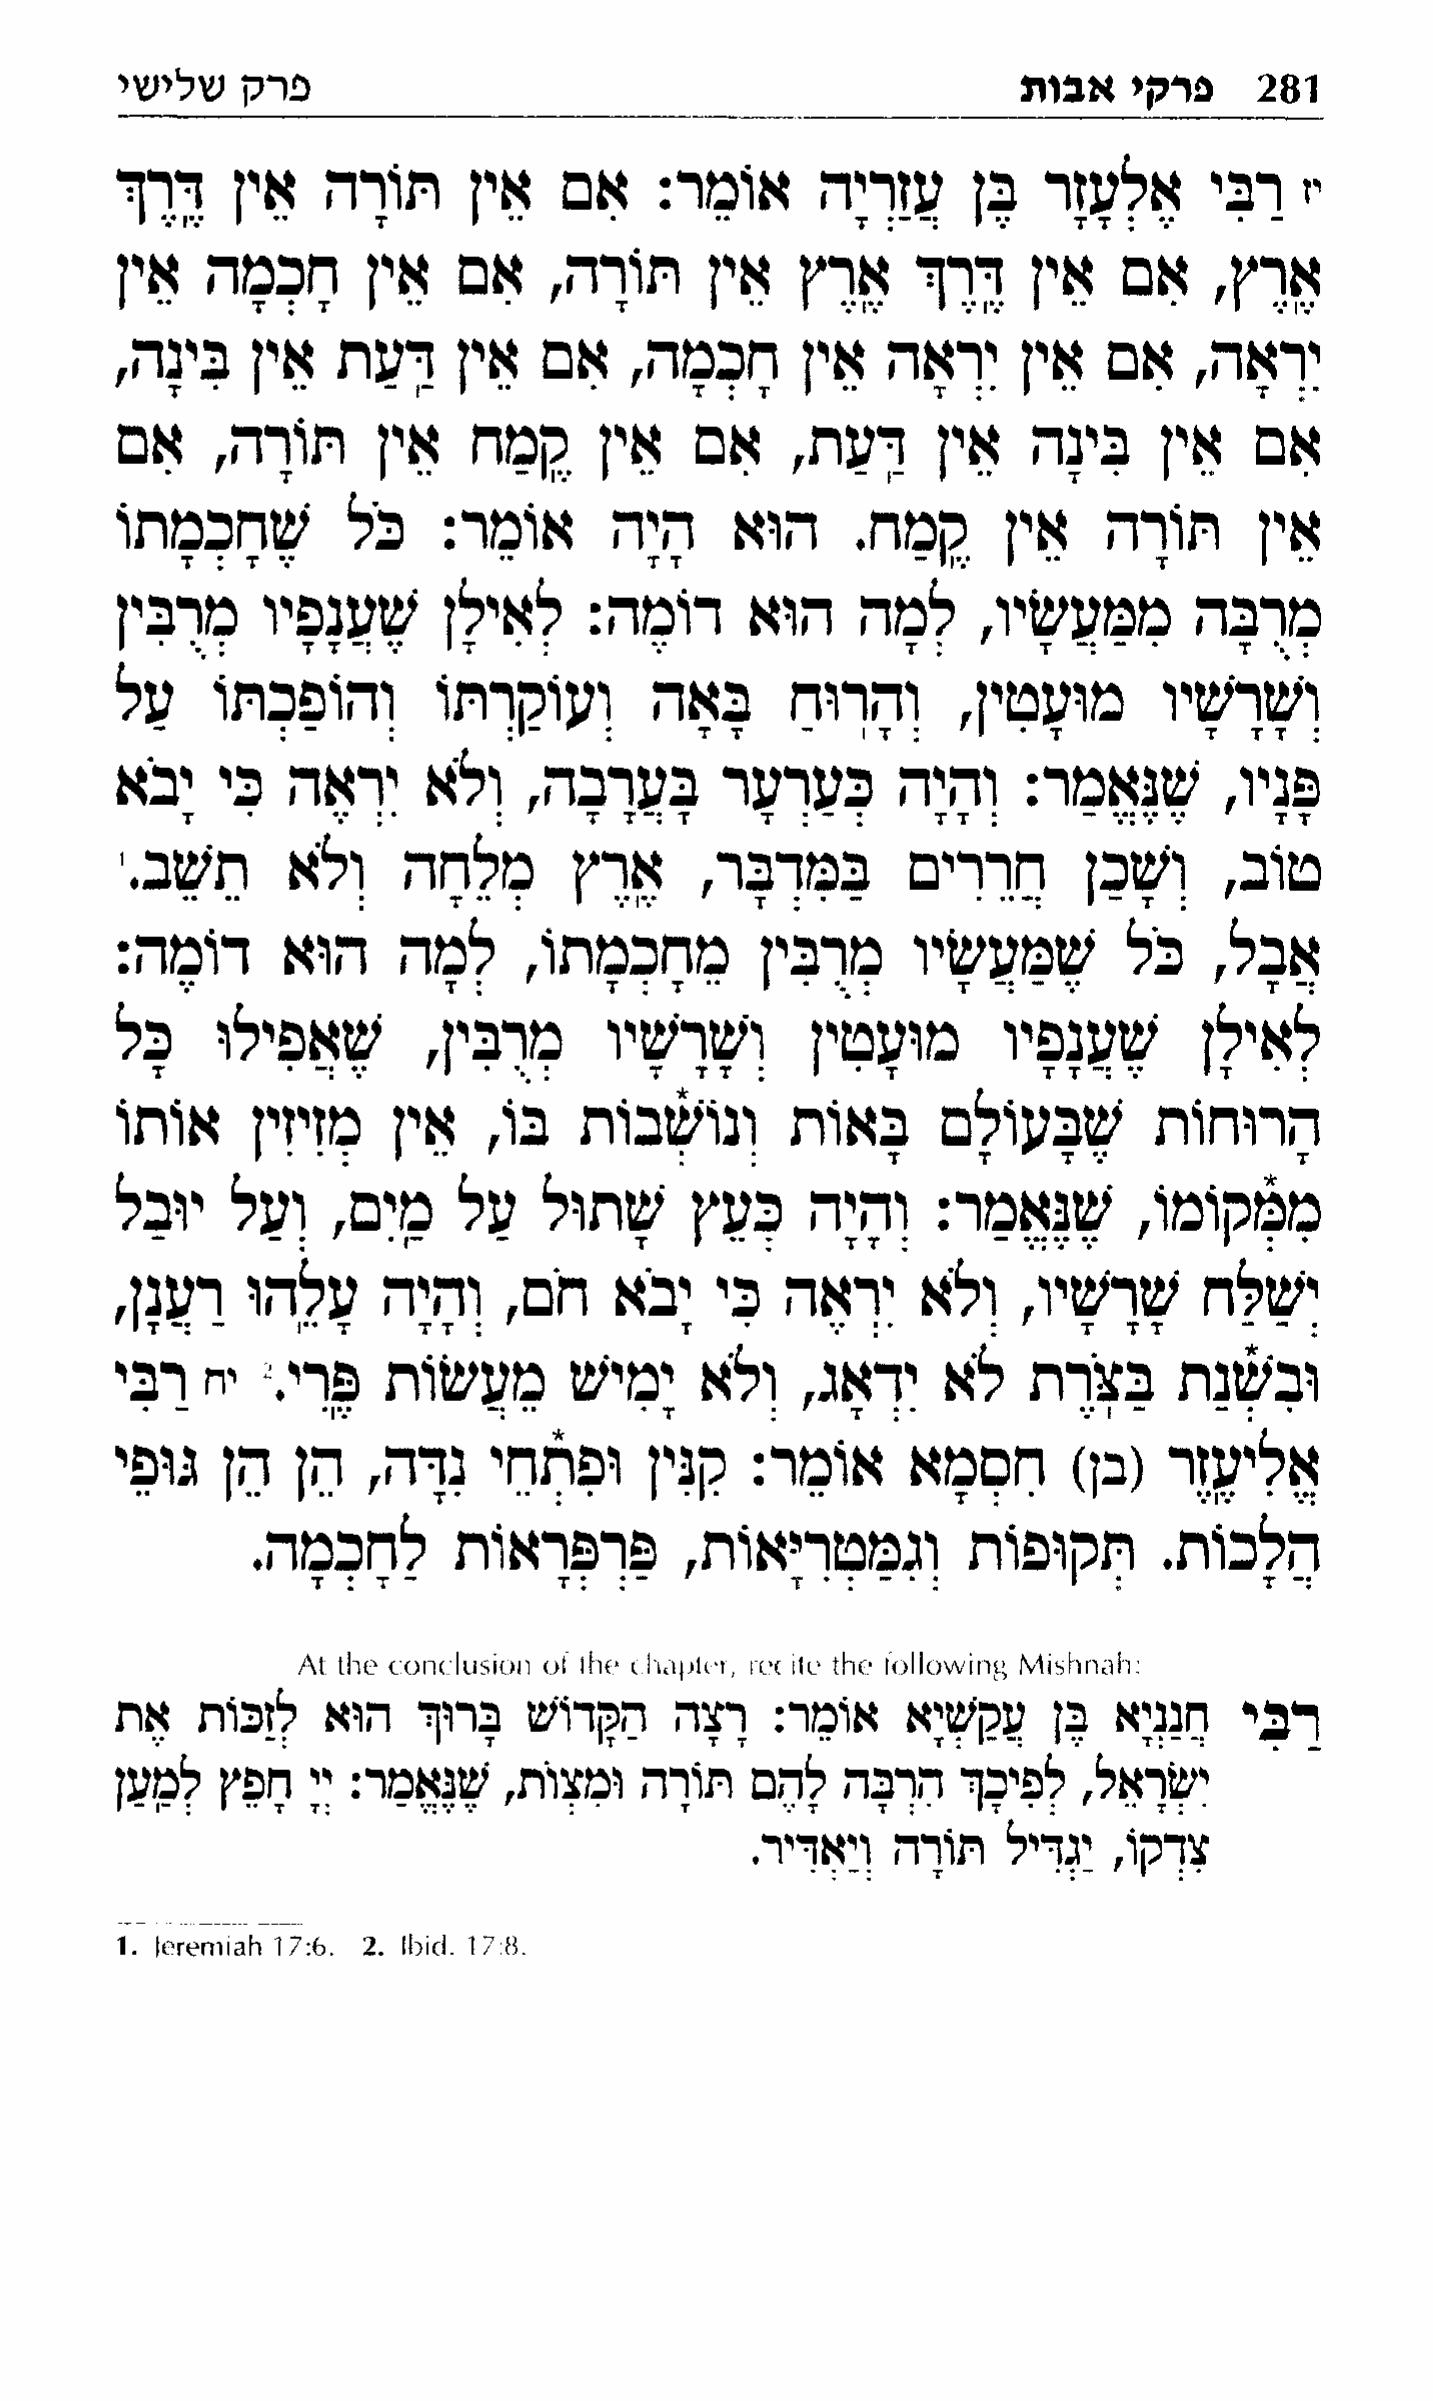 281 פרקי אבות פרק שלישי
יז רַבִּי אֶלְעָזָר בֶּן עֲזַרְיָה אוֹמֵר: אִם אֵין תּוֹרָה אֵין דֶּרֶךְ
אֶרֶץ, אִם אֵין דֶּרֶךְ אֶרֶץ אֵין תּוֹרָה, אִם אֵין חָכְמָה אֵין
יִרְאָה, אִם אֵין יִרְאָה אֵין חָכְמָה, אִם אֵין דַּעַת אֵין בִּינָה,
אִם אֵין בִּינָה אֵין דַּעַת, אִם אֵין קֶמַח אֵין תּוֹרָה, אִם
אֵין תּוֹרָה אֵין קֶמַח. הוּא הָיָה אוֹמֵר: כֹּל שֶׁחָכְמָתוֹ
מְרֻבָּה מִמַּעֲשָׂיו, לְמָה הוּא דוֹמֶה: לְאִילָן שֶׁעֲנָפָיו מְרֻבִּין
וְשָׁרָשָׁיו מוּעָטִין, וְהָרוּחַ בָּאָה וְעוֹקַרְתּוֹ וְהוֹפַכְתּוֹ עַל
פָּנָיו, שֶׁנֶּאֱמַר: וְהָיָה כְּעַרְעָר בָּעֲרָבָה, וְלֹא יִרְאֶה כִּי יָבֹא
טוֹב, וְשָׁכַן חֲרֵרִים בַּמִּדְבָּר, אֶרֶץ מְלֵחָה וְלֹא תֵשֵׁב.¹
אֲבָל, כֹּל שֶׁמַּעֲשָׂיו מְרֻבִּין מֵחָכְמָתוֹ, לְמָה הוּא דוֹמֶה:
לְאִילָן שֶׁעֲנָפָיו מוּעָטִין וְשָׁרָשָׁיו מְרֻבִּין, שֶׁאֲפִילוּ כָּל
הָרוּחוֹת שֶׁבָּעוֹלָם בָּאוֹת וְנוֹשְׁ*בוֹת בּוֹ, אֵין מְזִיזִין אוֹתוֹ
מִמְּ*קוֹמוֹ, שֶׁנֶּאֱמַר: וְהָיָה כְּעֵץ שָׁתוּל עַל מַיִם, וְעַל יוּבַל
יְשַׁלַּח שָׁרָשָׁיו, וְלֹא יִרְאֶה כִּי יָבֹא חֹם, וְהָיָה עָלֵהוּ רַעֲנָן,
וּבִשְׁ*נַת בַּצֹּרֶת לֹא יִדְאָג, וְלֹא יָמִישׁ מֵעֲשׂוֹת פֶּרִי.² יח רַבִּי
אֱלִיעֶזֶר (בן) חִסְמָא אוֹמֵר: קִנִּין וּפִתְ*חֵי נִדָּה, הֵן הֵן גּוּפֵי
הֲלָכוֹת. תְּקוּפוֹת וְגִמַּטְרִיָּאוֹת, פַּרְפְּרָאוֹת לַחָכְמָה.
At the conclusion of the chapter, recite the following Mishnah:
רַבִּי חֲנַנְיָא בֶּן עֲקַשְׁיָא אוֹמֵר: רָצָה הַקָּדוֹשׁ בָּרוּךְ הוּא לְזַכּוֹת אֶת
יִשְׂרָאֵל, לְפִיכָךְ הִרְבָּה לָהֶם תּוֹרָה וּמִצְוֹת, שֶׁנֶּאֱמַר: יְיָ חָפֵץ לְמַעַן
צִדְקוֹ, יַגְדִּיל תּוֹרָה וְיַאְדִּיר.
1. Jeremiah 17:6. 2. Ibid. 17:8.